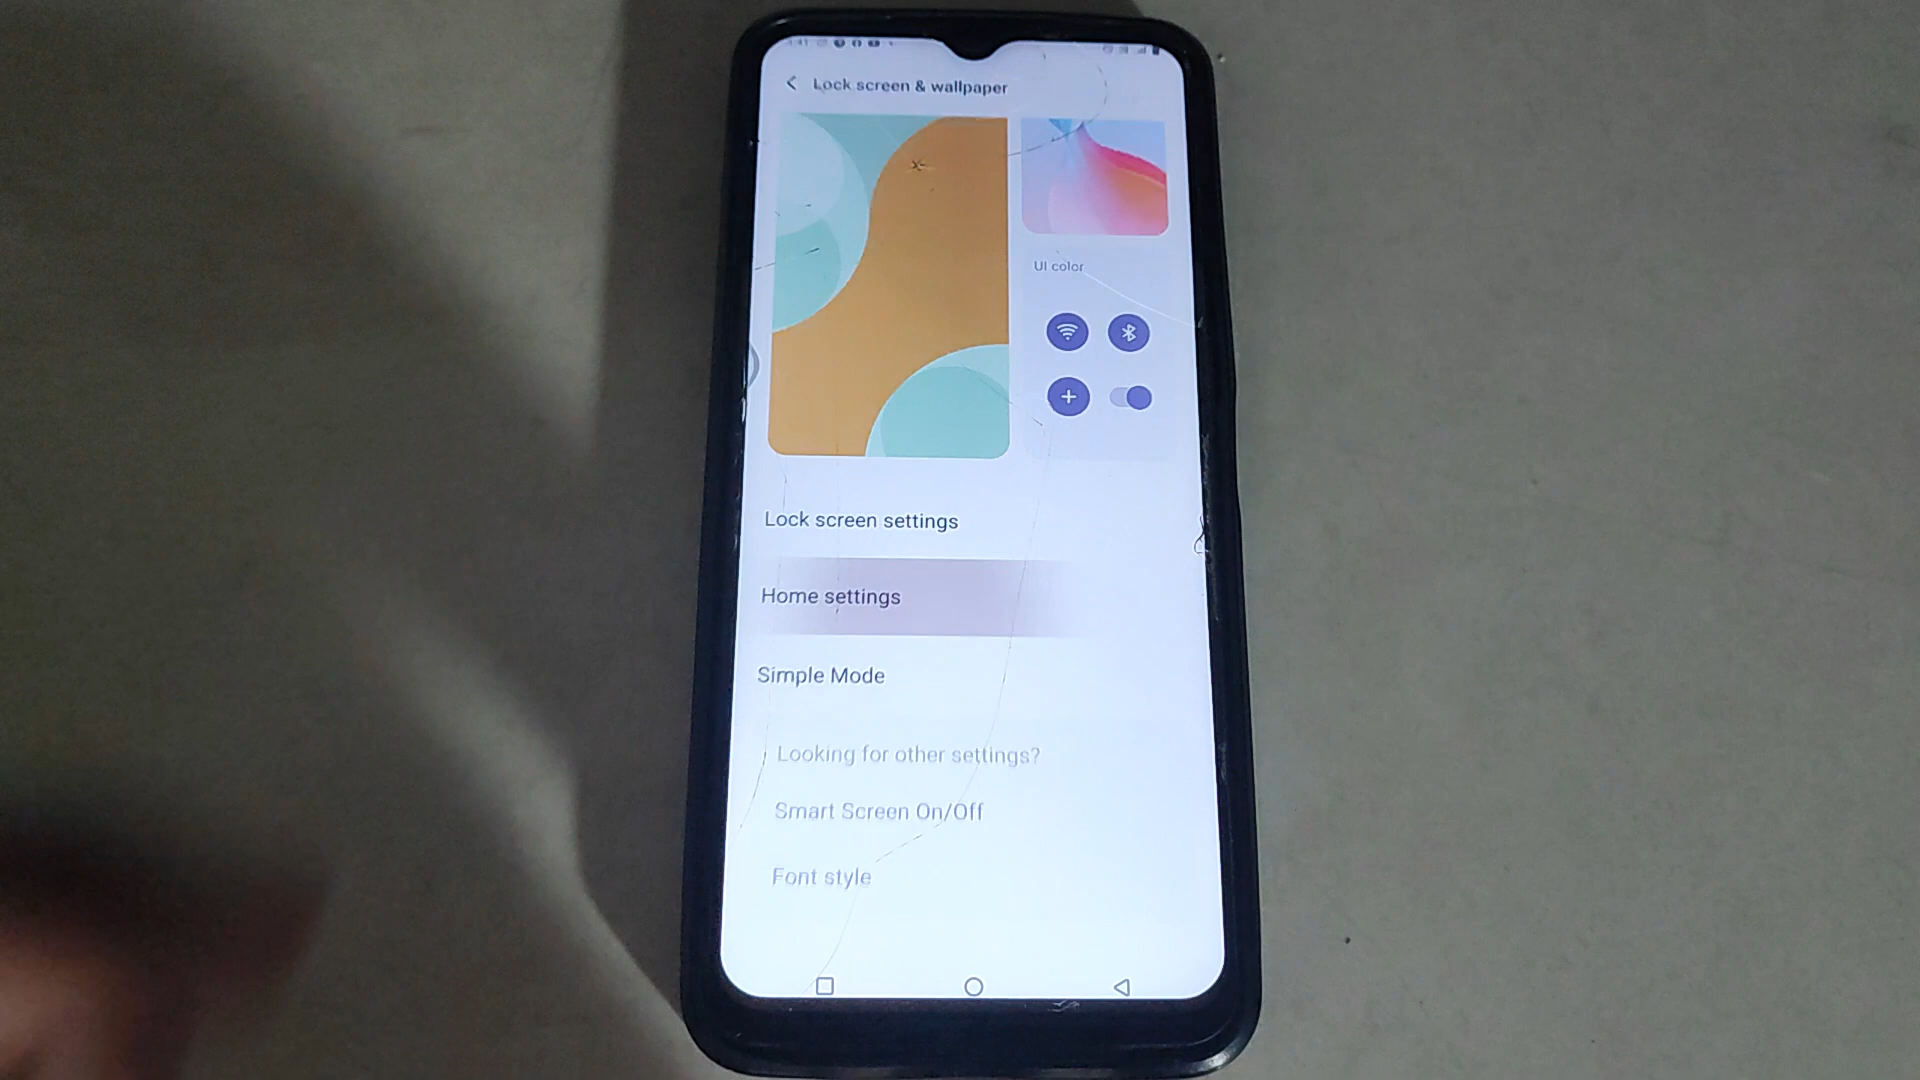 Lock screen & wallpaper
UI color
Lock screen settings
Home settings
Simple Mode
Looking for other settings?
Smart Screen On/Off
Font style